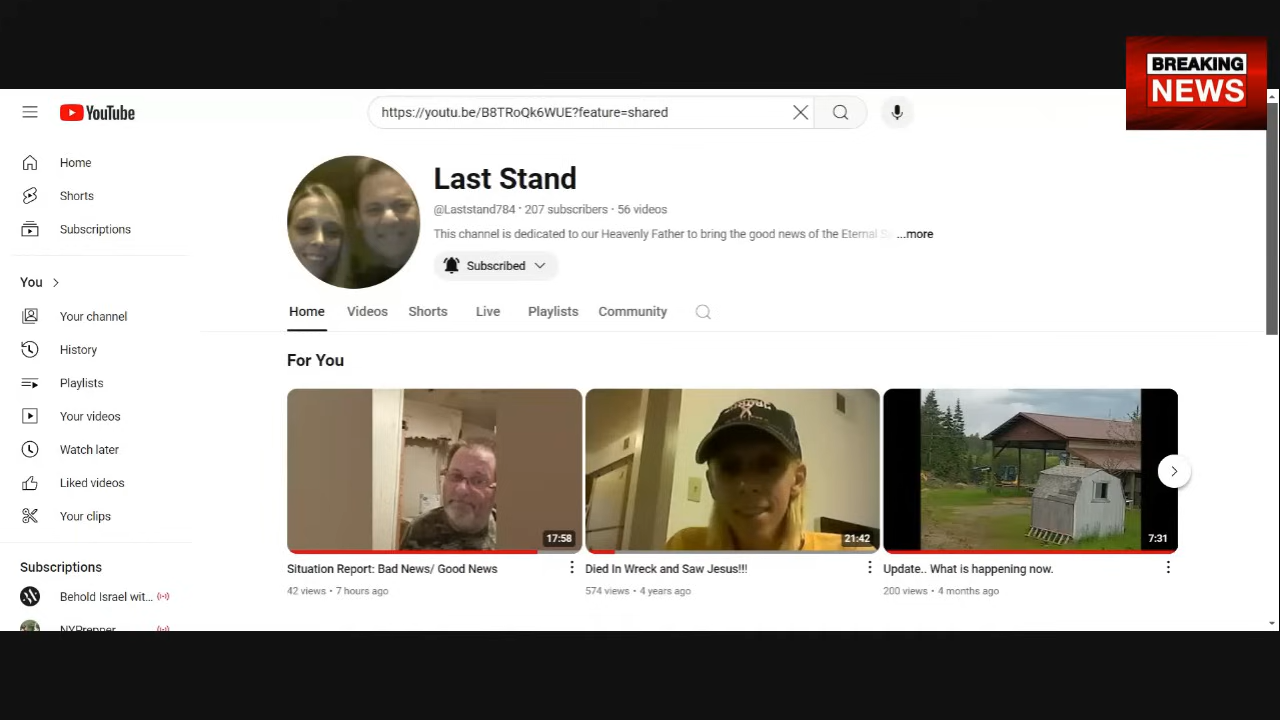 BREAKING
NEWS
YouTube
https://youtu.be/B8TRoQk6WUE?feature=shared
Home
Shorts
Subscriptions
You
Your channel
History
Playlists
Your videos
Watch later
Liked videos
Your clips
Subscriptions
Behold Israel wit...
NYPrepper
Last Stand
@Laststand784 · 207 subscribers · 56 videos
This channel is dedicated to our Heavenly Father to bring the good news of the Eternal ...more
Subscribed
Home Videos Shorts Live Playlists Community
For You
17:58
21:42
7:31
Situation Report: Bad News/ Good News
42 views · 7 hours ago
Died In Wreck and Saw Jesus!!!
574 views · 4 years ago
Update.. What is happening now.
200 views · 4 months ago